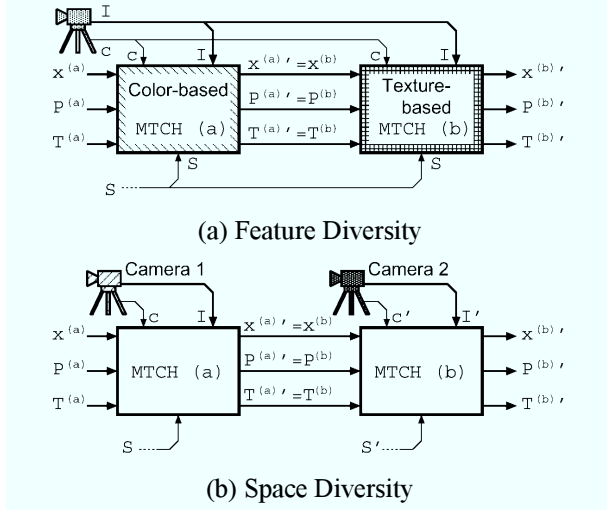 I
c c c
I I
x(a) x(a)′=x(b) x(b)′
Color-based Texture-based
P(a) P(a)′=P(b) P(b)′
MTCH (a) MTCH (b)
T(a) T(a)′=T(b) T(b)′
S S
S
(a) Feature Diversity
Camera 1 Camera 2
c I c′ I′
x(a) x(a)′=x(b) x(b)′
P(a) MTCH (a) P(a)′=P(b) MTCH (b) P(b)′
T(a) T(a)′=T(b) T(b)′
S S′
(b) Space Diversity